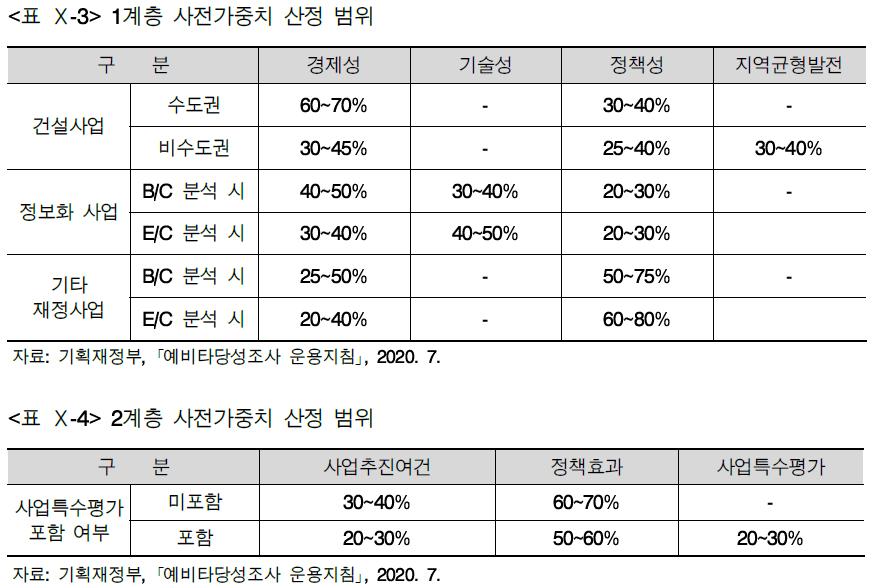 <표 Ⅹ-3> 1계층 사전가중치 산정 범위
구 분 경제성 기술성 정책성 지역균형발전
건설사업 수도권 60~70% - 30~40% -
비수도권 30~45% - 25~40% 30~40%
정보화 사업 B/C 분석 시 40~50% 30~40% 20~30% -
E/C 분석 시 30~40% 40~50% 20~30%
기타 재정사업 B/C 분석 시 25~50% - 50~75% -
E/C 분석 시 20~40% - 60~80%
자료: 기획재정부, 「예비타당성조사 운용지침」, 2020. 7.
<표 Ⅹ-4> 2계층 사전가중치 산정 범위
구 분 사업추진여건 정책효과 사업특수평가
사업특수평가 포함 여부 미포함 30~40% 60~70% -
포함 20~30% 50~60% 20~30%
자료: 기획재정부, 「예비타당성조사 운용지침」, 2020. 7.